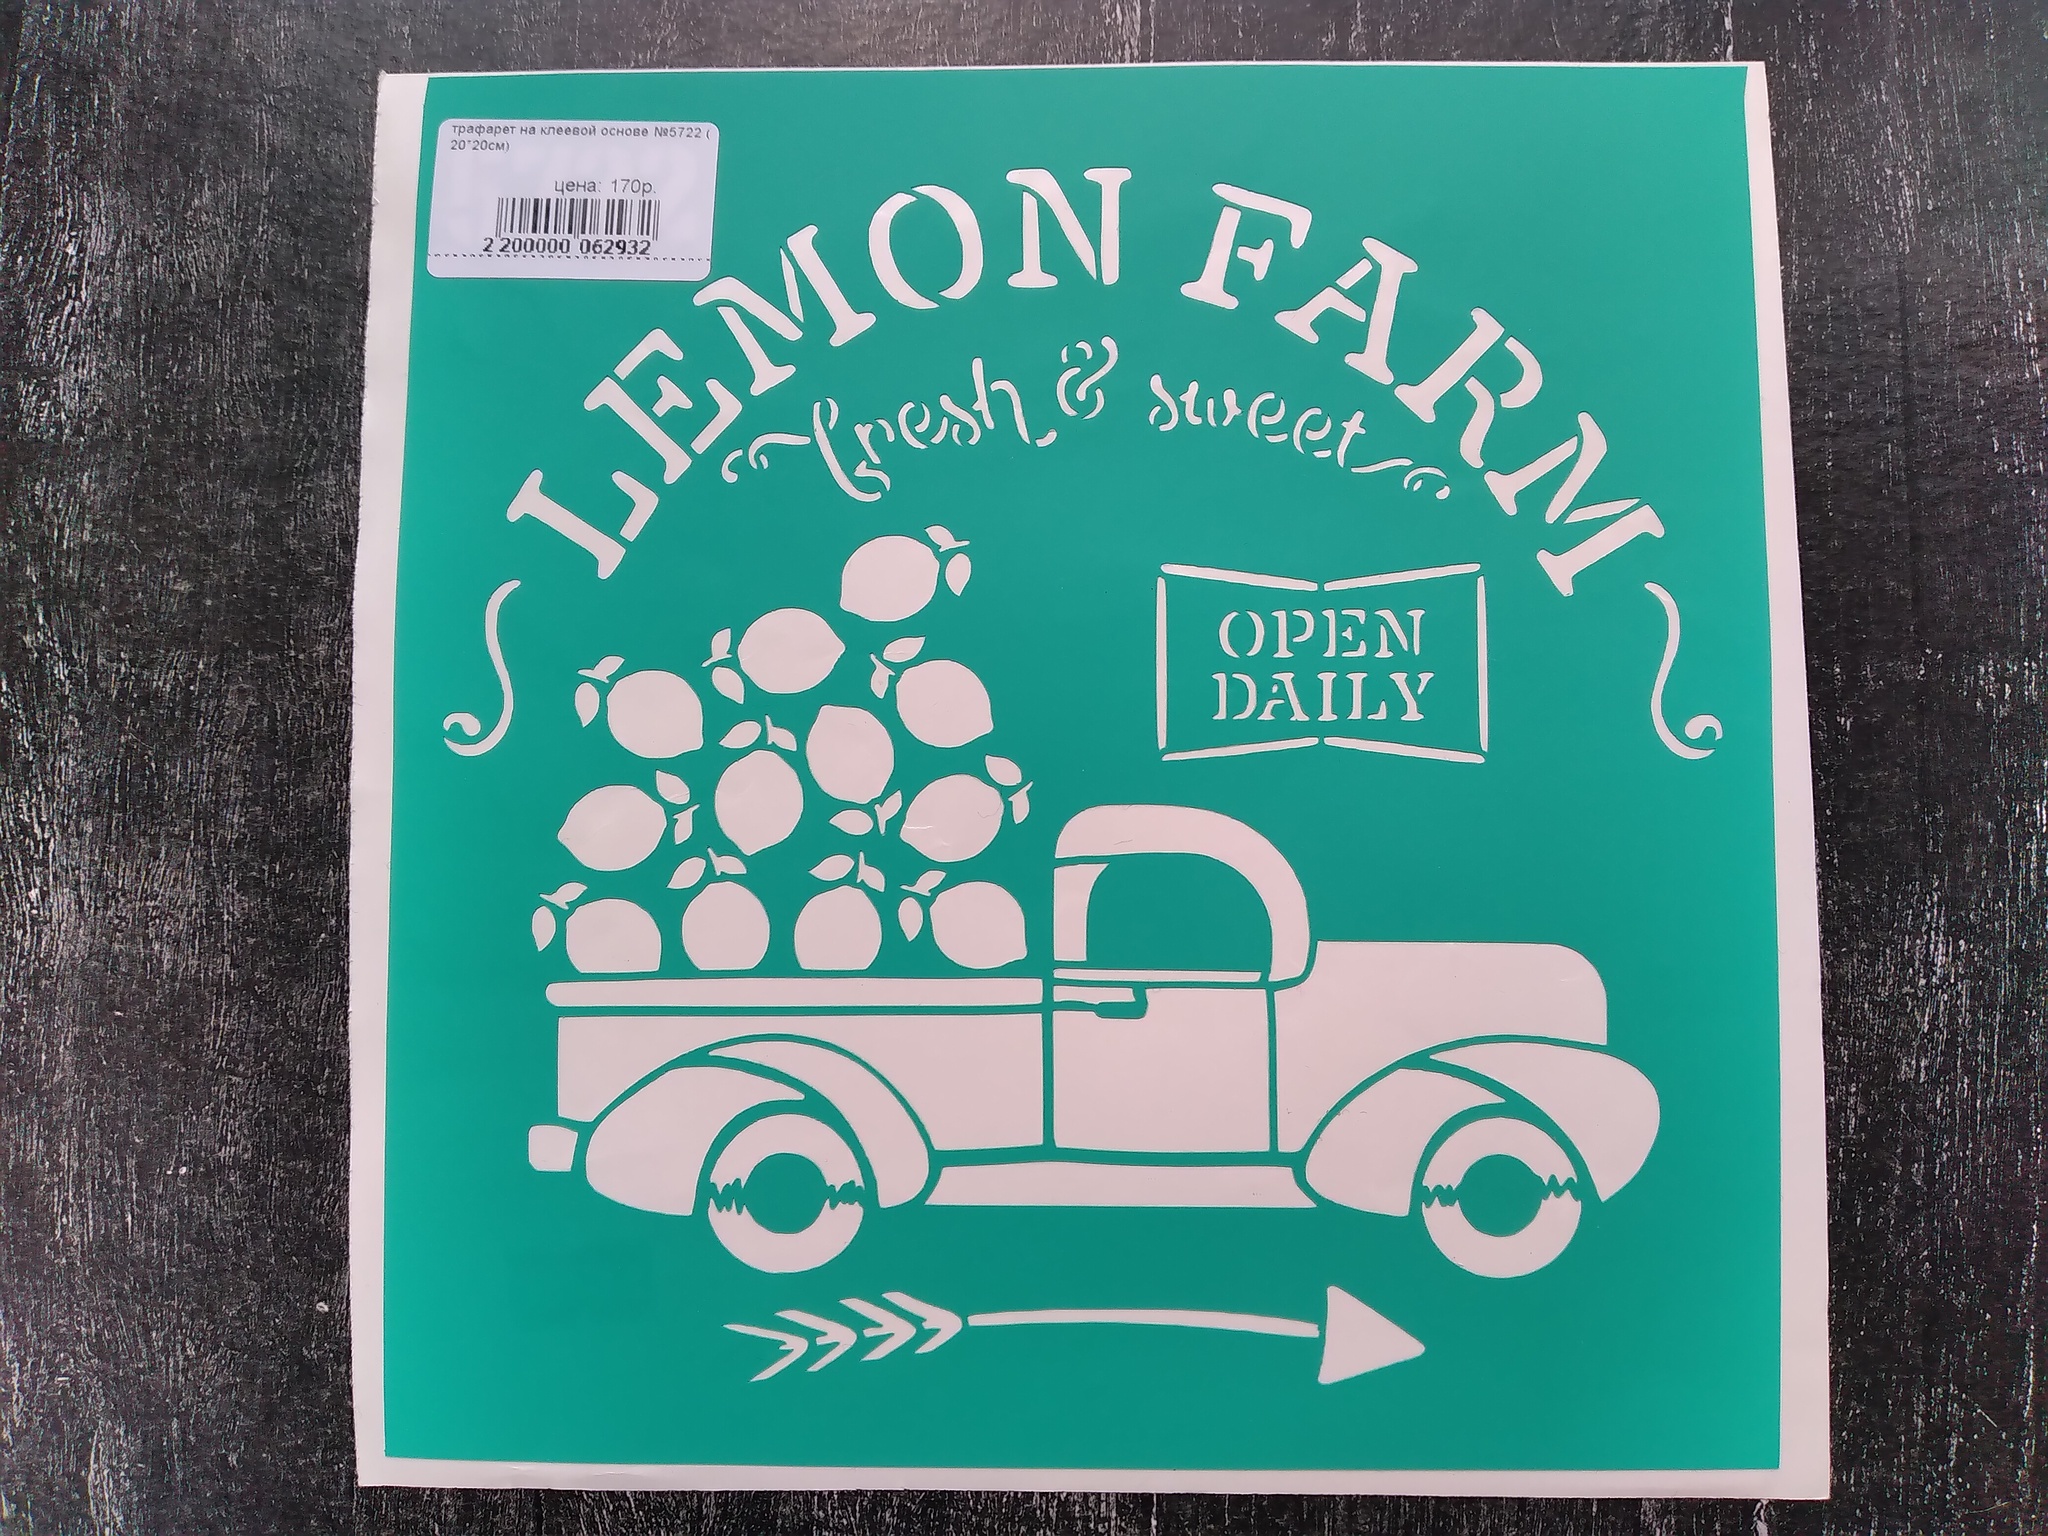 трафарет на клеевой основе №5722 (
20*20см)
цена: 170р.
2 200000 062932
LEMON FARM
fresh & sweet
OPEN
DAILY